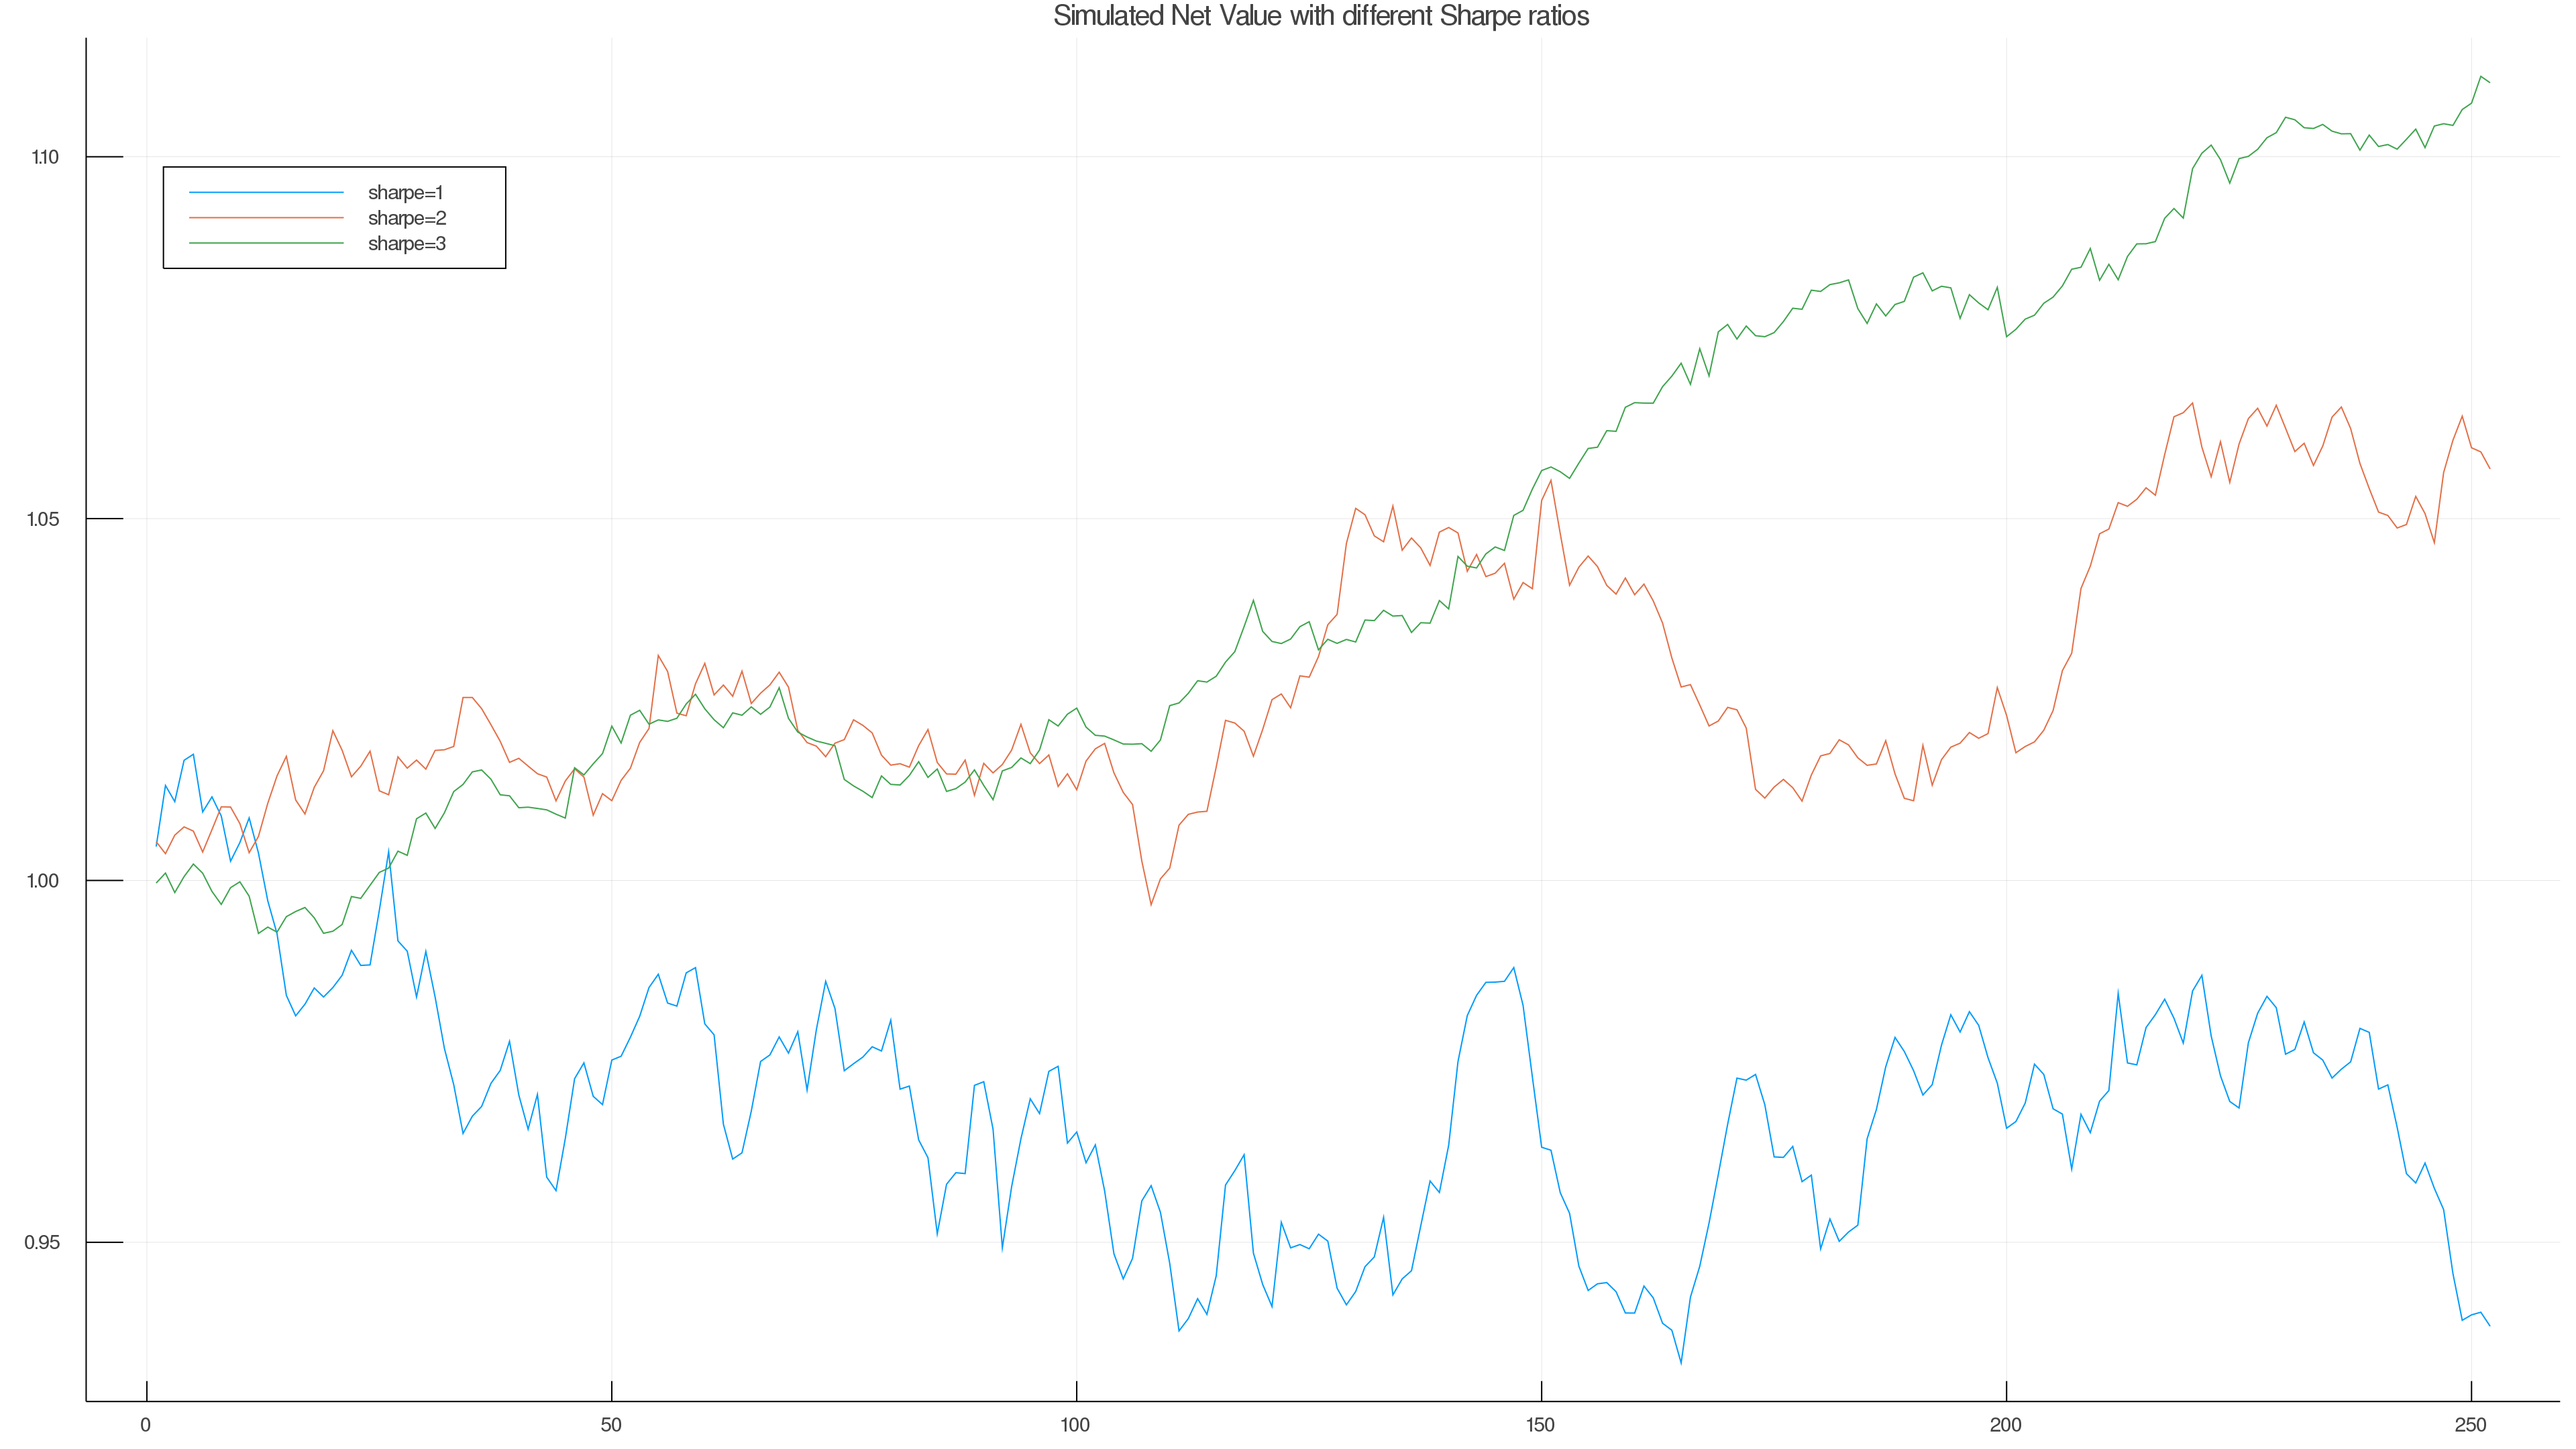 Simulated Net Value with different Sharpe ratios
1.10
sharpe=1
sharpe=2
sharpe=3
1.05
1.00
0.95
0 50 100 150 200 250